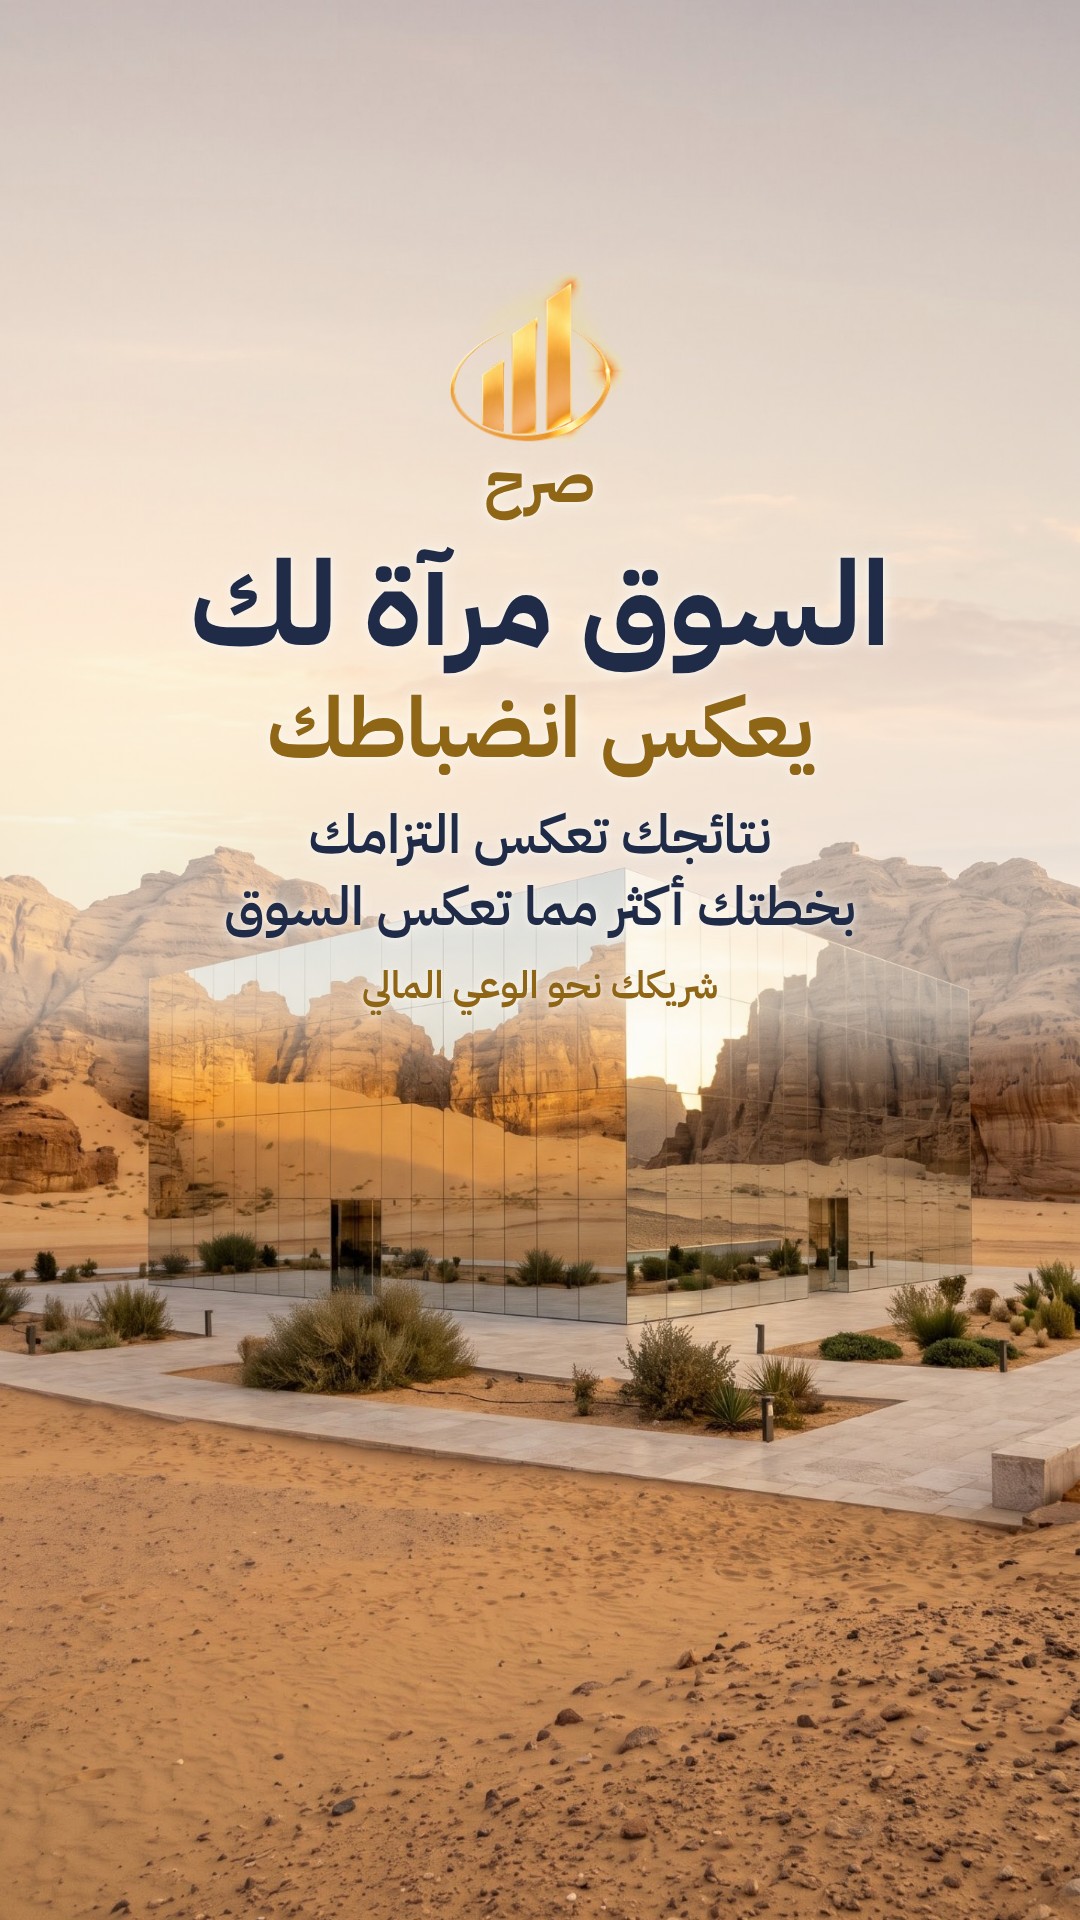 صرح
السوق مرآة لك
يعكس انضباطك
نتائجك تعكس التزامك
بخطتك أكثر مما تعكس السوق
شريكك نحو الوعي المالي